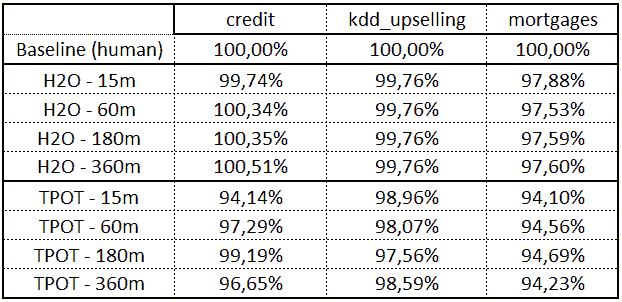 credit kdd_upselling mortgages
Baseline (human) 100,00% 100,00% 100,00%
H2O - 15m 99,74% 99,76% 97,88%
H2O - 60m 100,34% 99,76% 97,53%
H2O - 180m 100,35% 99,76% 97,59%
H2O - 360m 100,51% 99,76% 97,60%
TPOT - 15m 94,14% 98,96% 94,10%
TPOT - 60m 97,29% 98,07% 94,56%
TPOT - 180m 99,19% 97,56% 94,69%
TPOT - 360m 96,65% 98,59% 94,23%